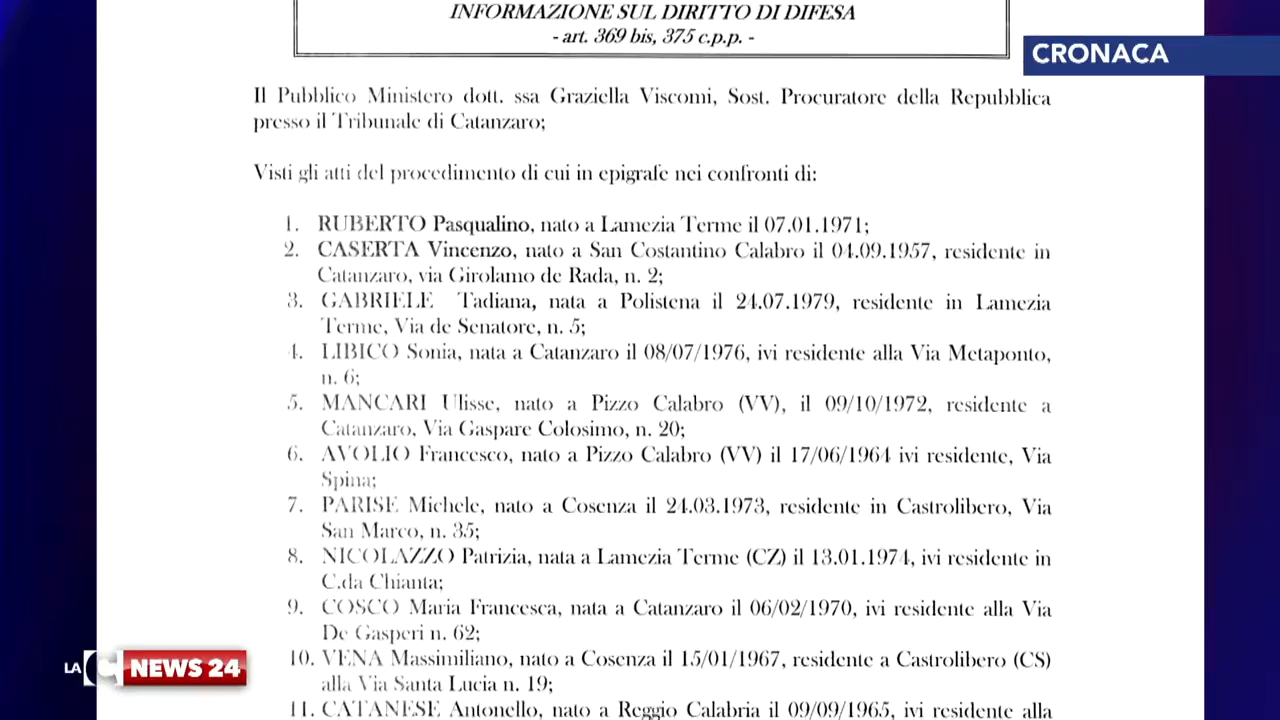 INFORMAZIONE SUL DIRITTO DI DIFESA
- art. 369 bis, 375 c.p.p. -
CRONACA
Il Pubblico Ministero dott. ssa Graziella Viscomi, Sost. Procuratore della Repubblica
presso il Tribunale di Catanzaro;
Visti gli atti del procedimento di cui in epigrafe nei confronti di:
1. RUBERTO Pasqualino, nato a Lamezia Terme il 07.01.1971;
2. CASERTA Vincenzo, nato a San Costantino Calabro il 04.09.1957, residente in
Catanzaro, via Girolamo de Rada, n. 2;
3. GABRIELE Tadiana, nata a Polistena il 24.07.1979, residente in Lamezia
Terme, Via de Senatore, n. 5;
4. LIBICO Sonia, nata a Catanzaro il 08/07/1976, ivi residente alla Via Metaponto,
n. 6;
5. MANCARI Ulisse, nato a Pizzo Calabro (VV), il 09/10/1972, residente a
Catanzaro, Via Gaspare Colosimo, n. 20;
6. AVOLIO Francesco, nato a Pizzo Calabro (VV) il 17/06/1964 ivi residente, Via
Spina;
7. PARISE Michele, nato a Cosenza il 24.03.1973, residente in Castrolibero, Via
San Marco, n. 35;
8. NICOLAZZO Patrizia, nata a Lamezia Terme (CZ) il 13.01.1974, ivi residente in
C.da Chianta;
9. COSCO Maria Francesca, nata a Catanzaro il 06/02/1970, ivi residente alla Via
De Gasperi n. 62;
10. VENA Massimiliano, nato a Cosenza il 15/01/1967, residente a Castrolibero (CS)
alla Via Santa Lucia n. 19;
11. CATANESE Antonello, nato a Reggio Calabria il 09/09/1965, ivi residente alla
LA C NEWS 24